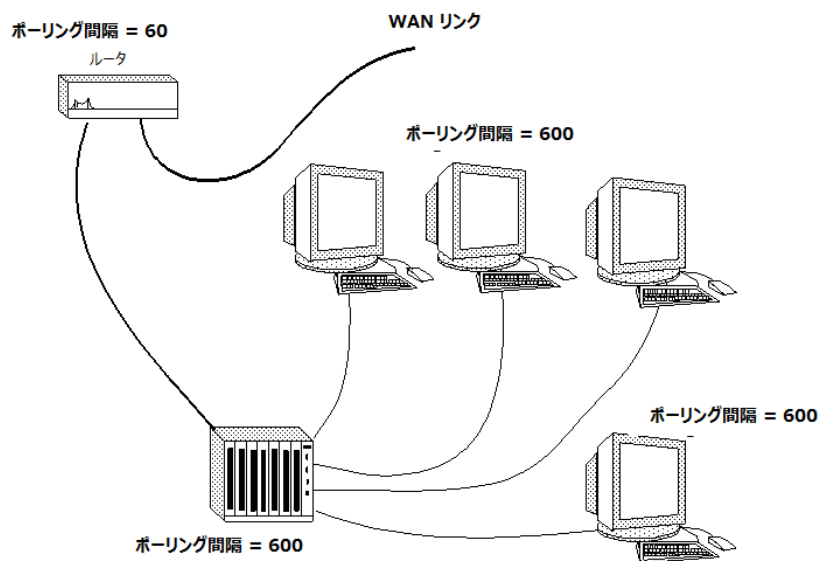 ポーリング間隔 = 60
ルータ
WAN リンク
ポーリング間隔 = 600
ポーリング間隔 = 600
ポーリング間隔 = 600